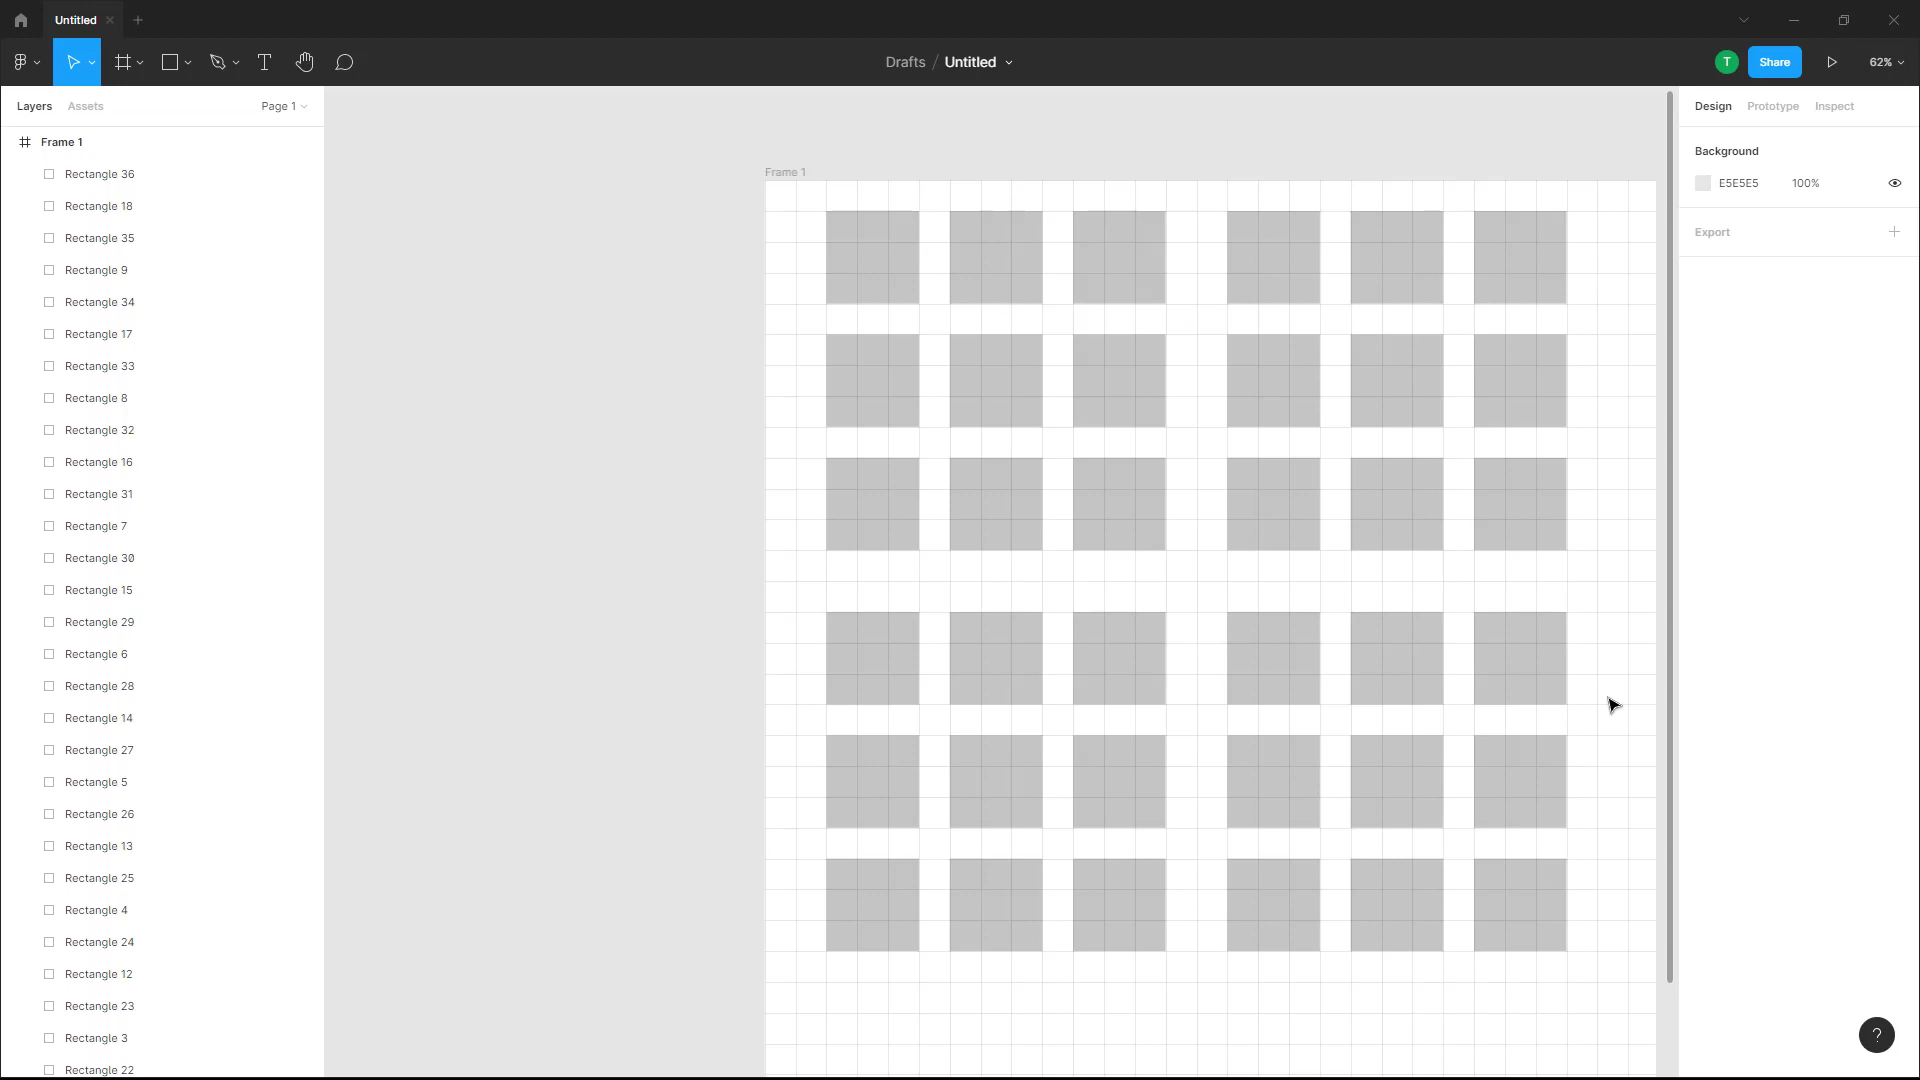 Untitled
Drafts / Untitled
T
Share
62%
Layers
Assets
Page 1
Design
Prototype
Inspect
Frame 1
Rectangle 36
Rectangle 18
Rectangle 35
Rectangle 9
Rectangle 34
Rectangle 17
Rectangle 33
Rectangle 8
Rectangle 32
Rectangle 16
Rectangle 31
Rectangle 7
Rectangle 30
Rectangle 15
Rectangle 29
Rectangle 6
Rectangle 28
Rectangle 14
Rectangle 27
Rectangle 5
Rectangle 26
Rectangle 13
Rectangle 25
Rectangle 4
Rectangle 24
Rectangle 12
Rectangle 23
Rectangle 3
Rectangle 22
Frame 1
Background
E5E5E5 100%
Export
?